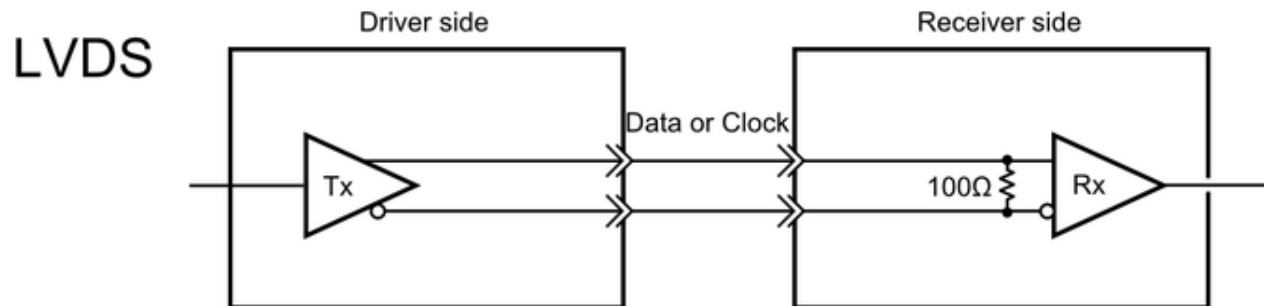 Driver side
Receiver side
LVDS
Data or Clock
Tx
100Ω
Rx